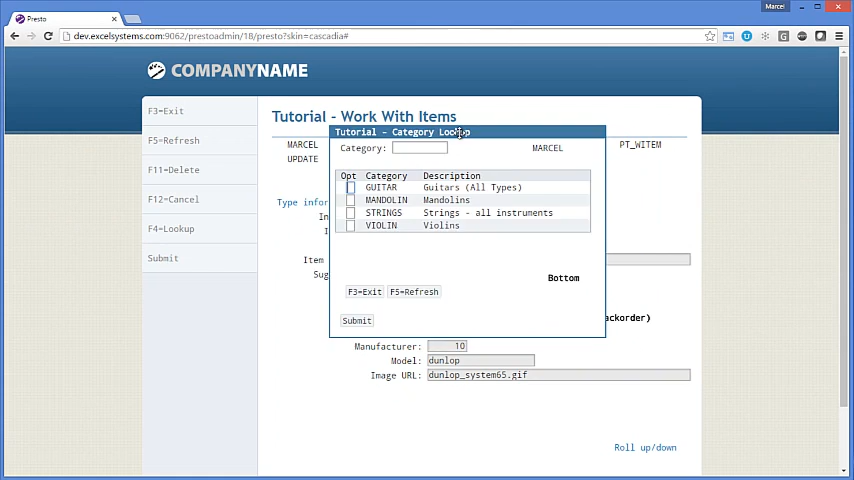 Marcel
Presto
dev.excelsystems.com:9062/prestoadmin/18/presto?skin=cascadia#
COMPANYNAME
F3=Exit
F5=Refresh
F11=Delete
F12=Cancel
F4=Lookup
Submit
Tutorial - Work With Items
MARCEL
PT_WITEM
UPDATE
Type infor
In
I
Item
Sug
ackorder)
Manufacturer: 10
Model: dunlop
Image URL: dunlop_system65.gif
Roll up/down
Tutorial - Category Lookup
Category:
MARCEL
Opt Category Description
GUITAR Guitars (All Types)
MANDOLIN Mandolins
STRINGS Strings - all instruments
VIOLIN Violins
Bottom
F3=Exit F5=Refresh
Submit